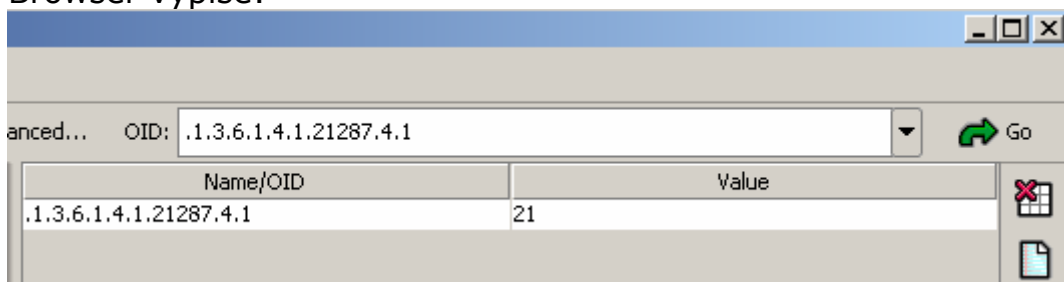 Browser vypíše:
anced... OID: .1.3.6.1.4.1.21287.4.1 Go
Name/OID Value
.1.3.6.1.4.1.21287.4.1 21